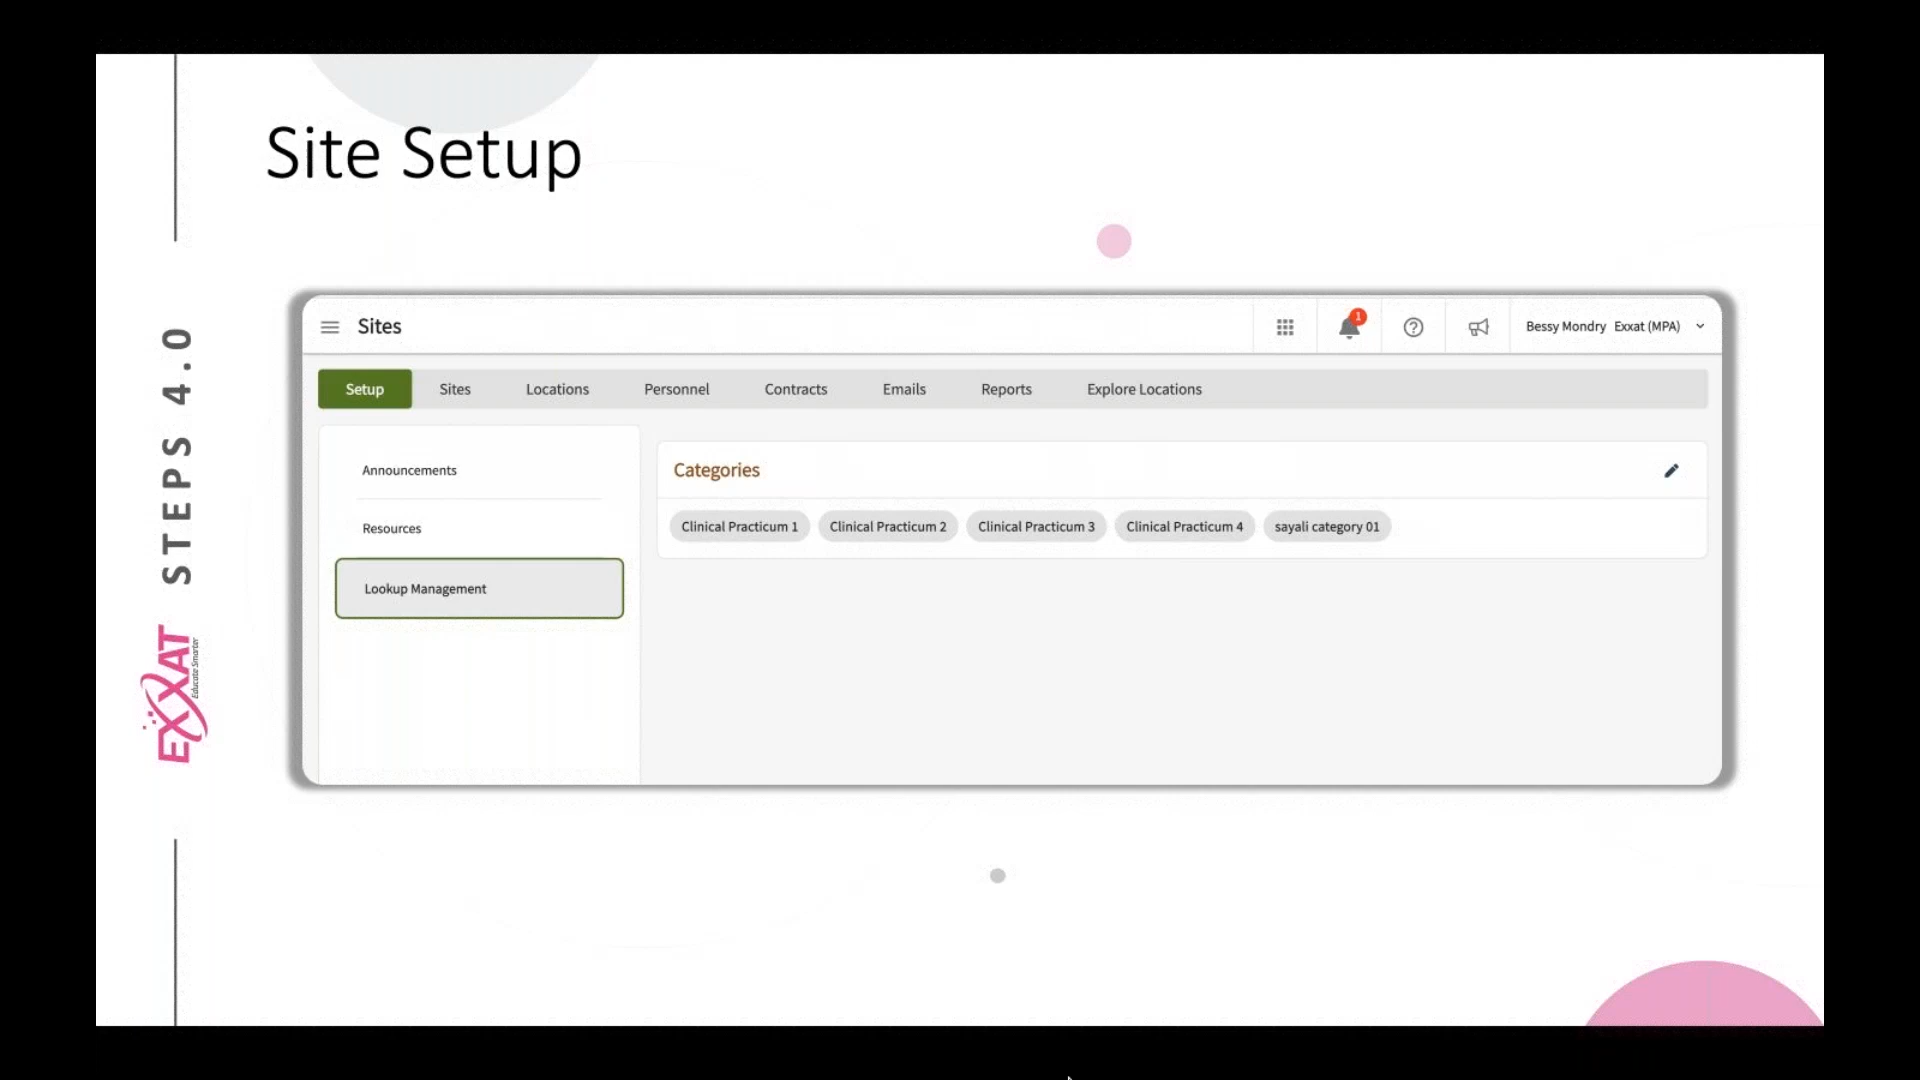 Site Setup
STEPS 4.0
EXXAT
Educate Smarter
Sites
1
Bessy Mondry Exxat (MPA)
Setup Sites Locations Personnel Contracts Emails Reports Explore Locations
Announcements
Resources
Lookup Management
Categories
Clinical Practicum 1 Clinical Practicum 2 Clinical Practicum 3 Clinical Practicum 4 sayali category 01